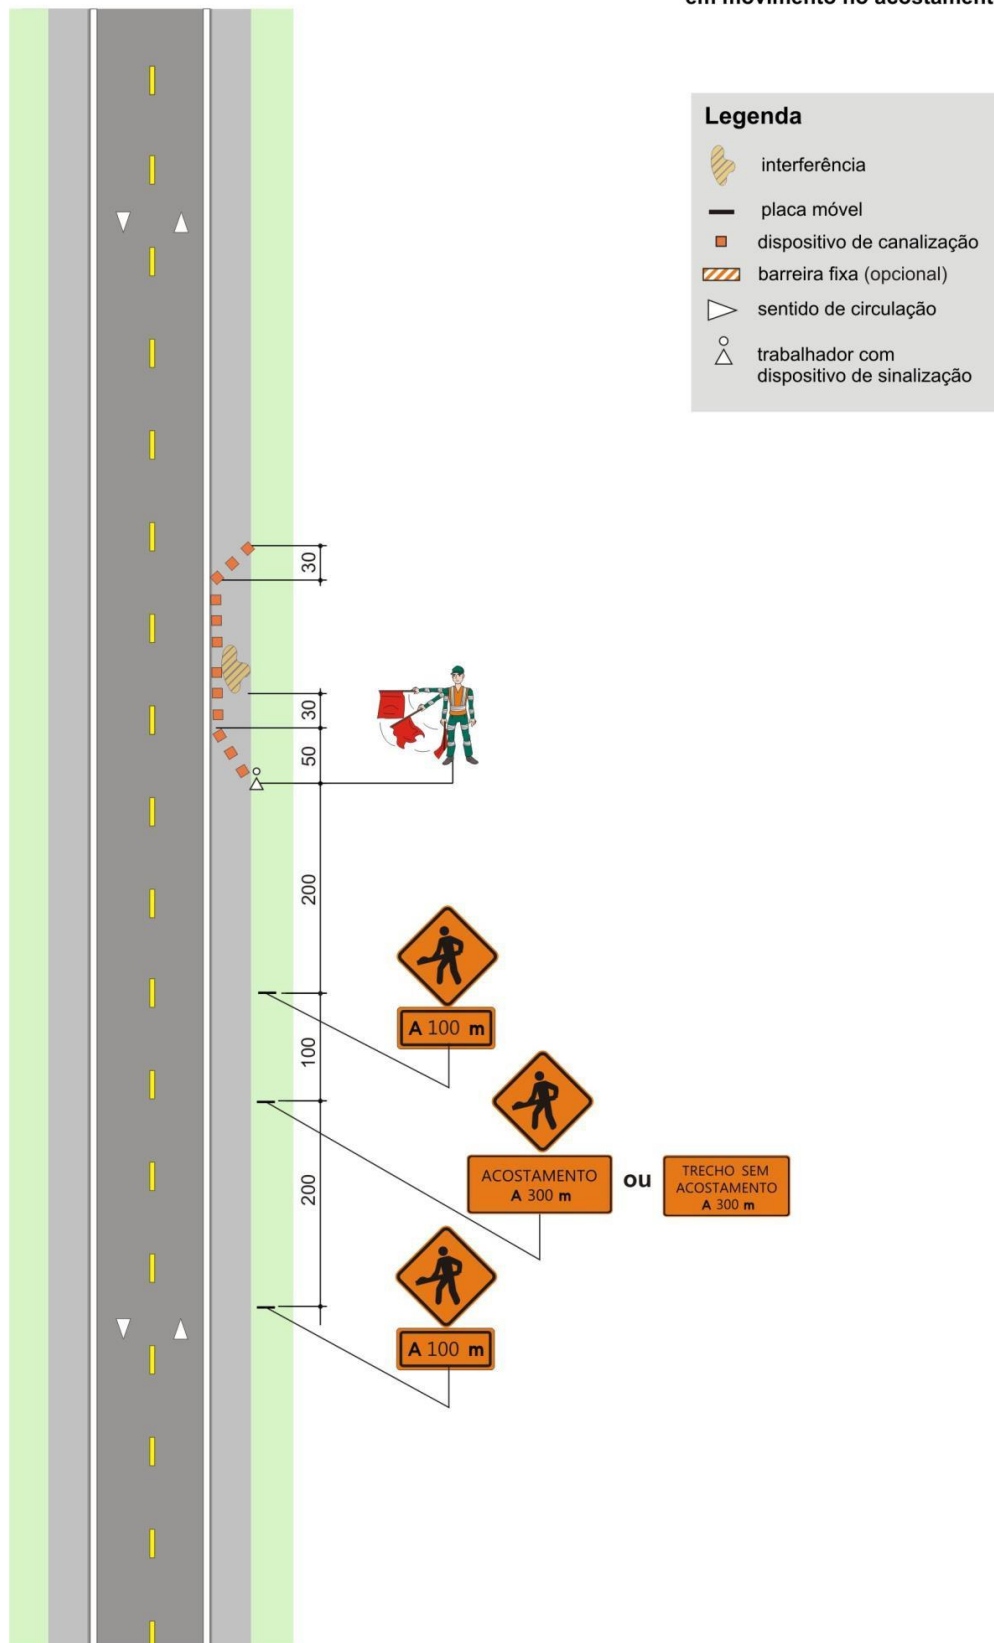 em movimento no acostament
Legenda
interferência
placa móvel
dispositivo de canalização
barreira fixa (opcional)
sentido de circulação
trabalhador com
dispositivo de sinalização
30
30
50
200
A 100 m
100
ACOSTAMENTO
A 300 m
ou
TRECHO SEM
ACOSTAMENTO
A 300 m
200
A 100 m